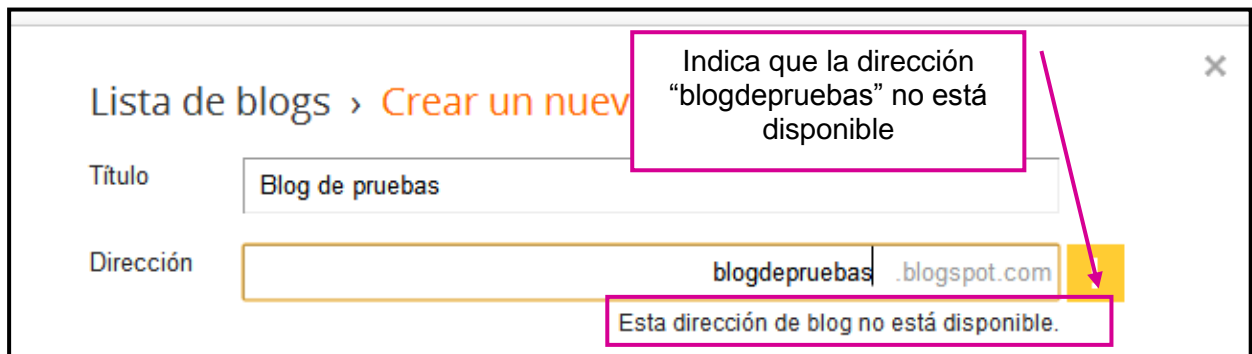 Indica que la dirección
“blogdepruebas” no está
disponible
×
Lista de blogs › Crear un nuev
Título
Blog de pruebas
Dirección
blogdepruebas .blogspot.com
Esta dirección de blog no está disponible.